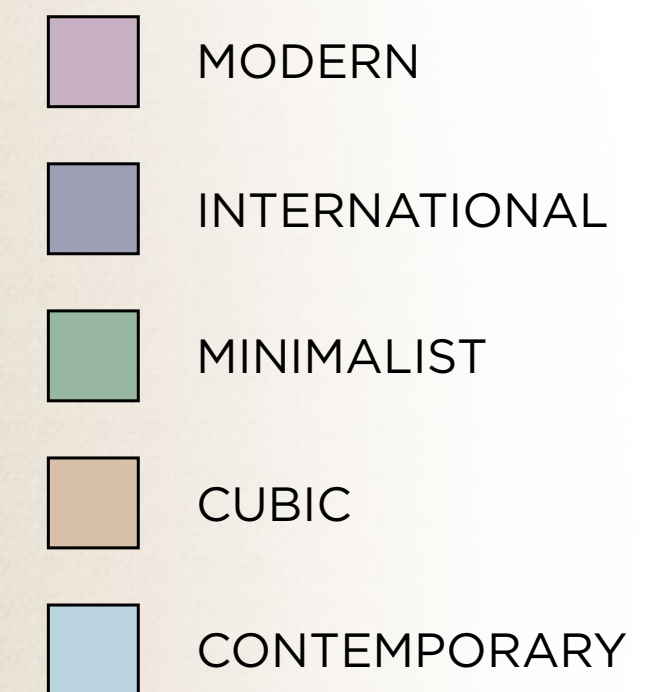 MODERN
INTERNATIONAL
MINIMALIST
CUBIC
CONTEMPORARY